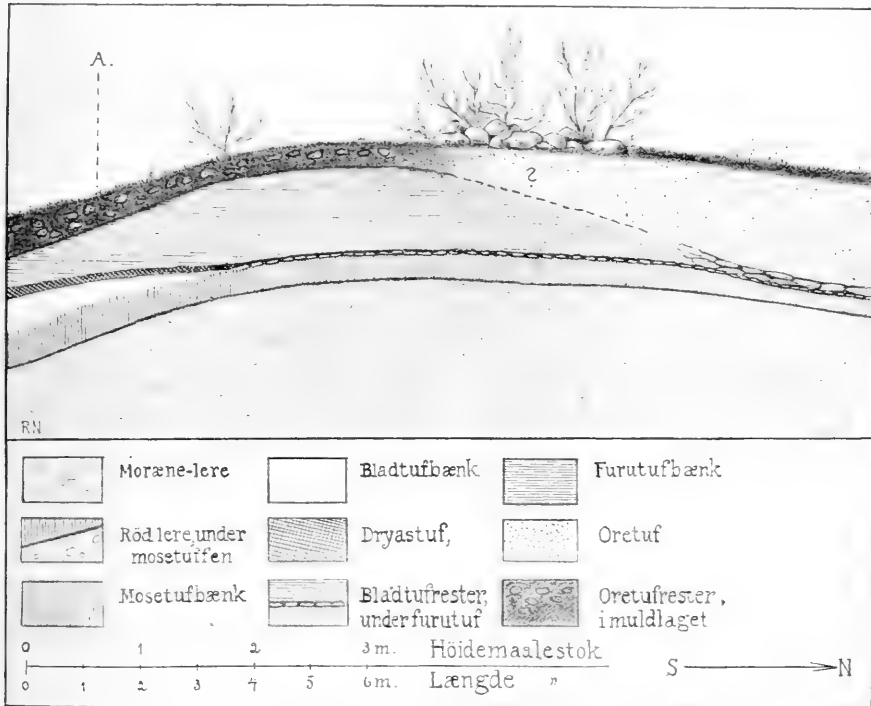 A.
?
RN
Moræne-lere
Bladtufbænk
Furutufbænk
Rödlere, under
mosetuffen
Dryastuf,
Oretuf
Mosetufbænk
Bladtufrester,
under furutuf
Oretufrester,
i muldlaget
0 1 2 3 m. Höidemaalestok
0 1 2 3 4 5 6 m. Længde "
S N